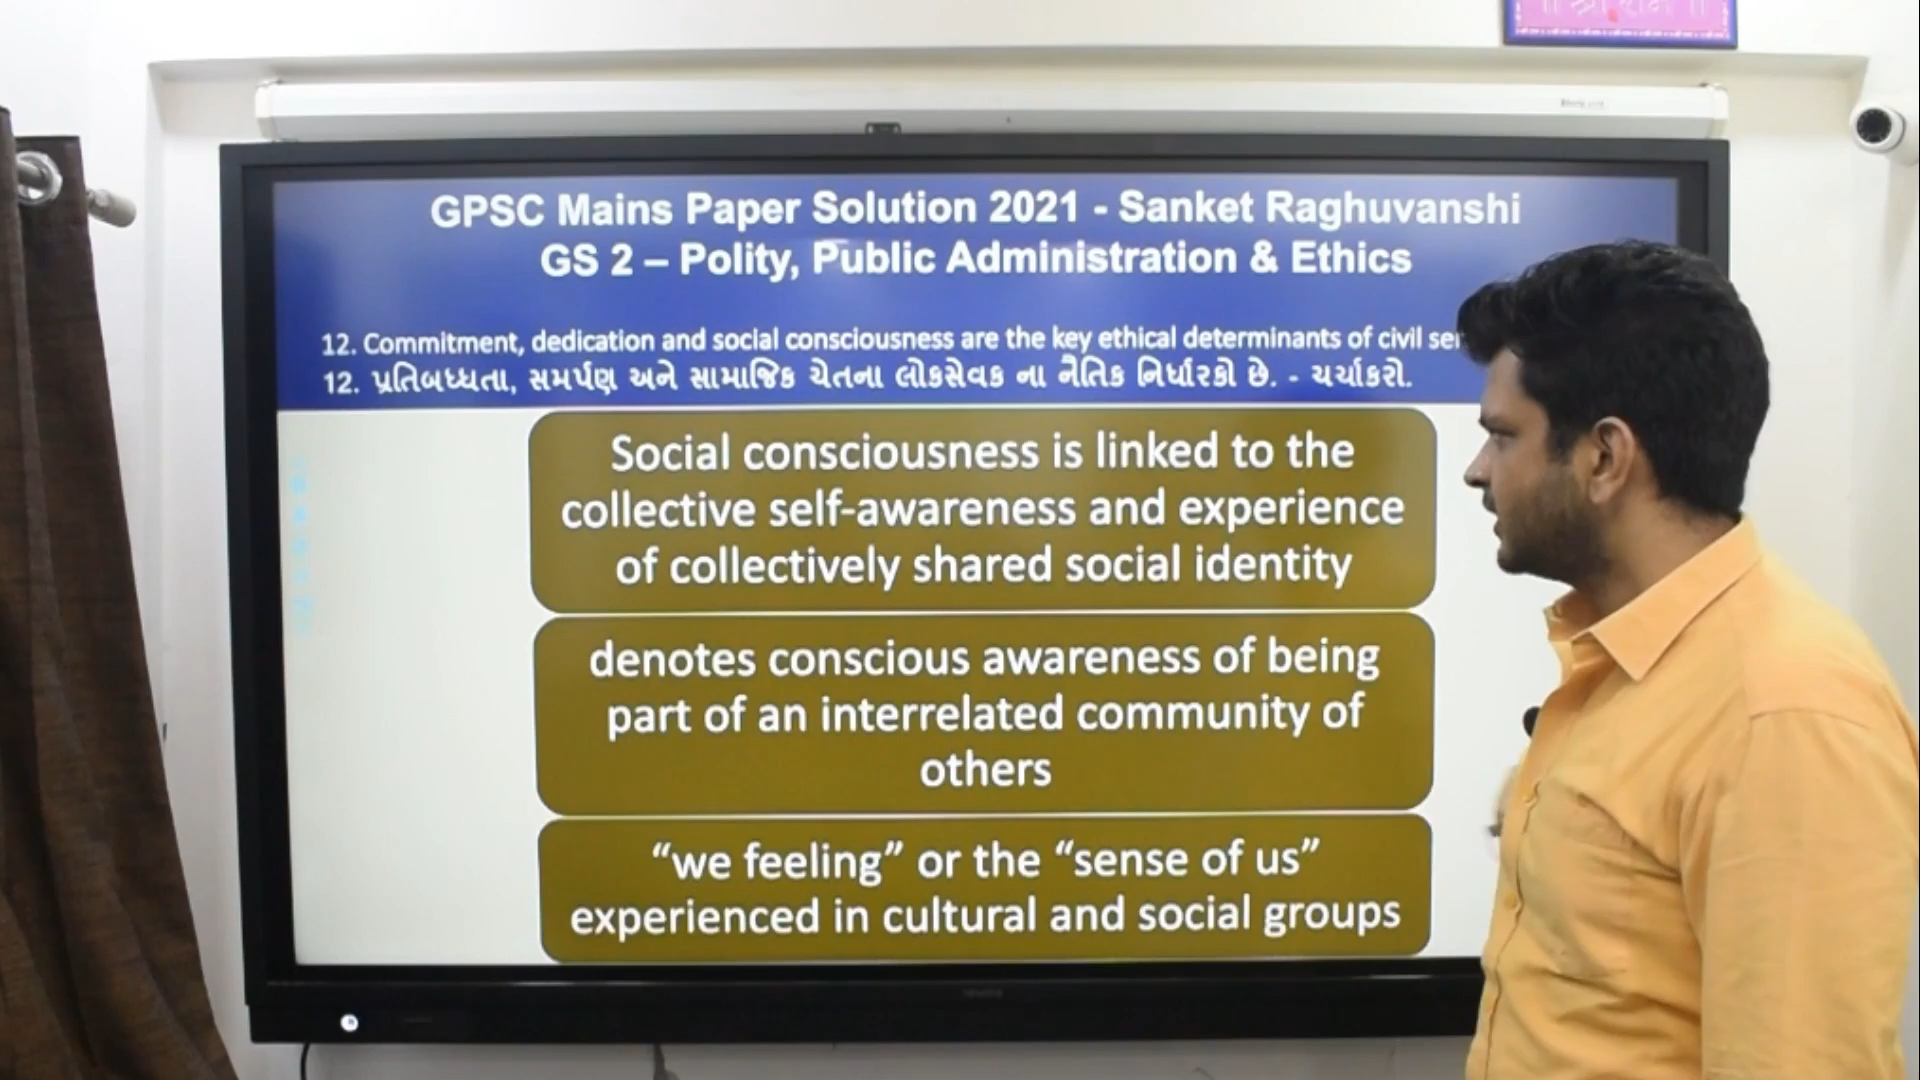 ॥ श्री राम ॥
GPSC Mains Paper Solution 2021 - Sanket Raghuvanshi
GS 2 – Polity, Public Administration & Ethics
12. Commitment, dedication and social consciousness are the key ethical determinants of civil
12. પ્રતિબધ્ધતા, સમર્પણ અને સામાજિક ચેતના લોકસેવક ના નૈતિક નિર્ધારકો છે. - ચર્ચાકરો.
Social consciousness is linked to the
collective self-awareness and experience
of collectively shared social identity
denotes conscious awareness of being
part of an interrelated community of
others
“we feeling” or the “sense of us”
experienced in cultural and social groups